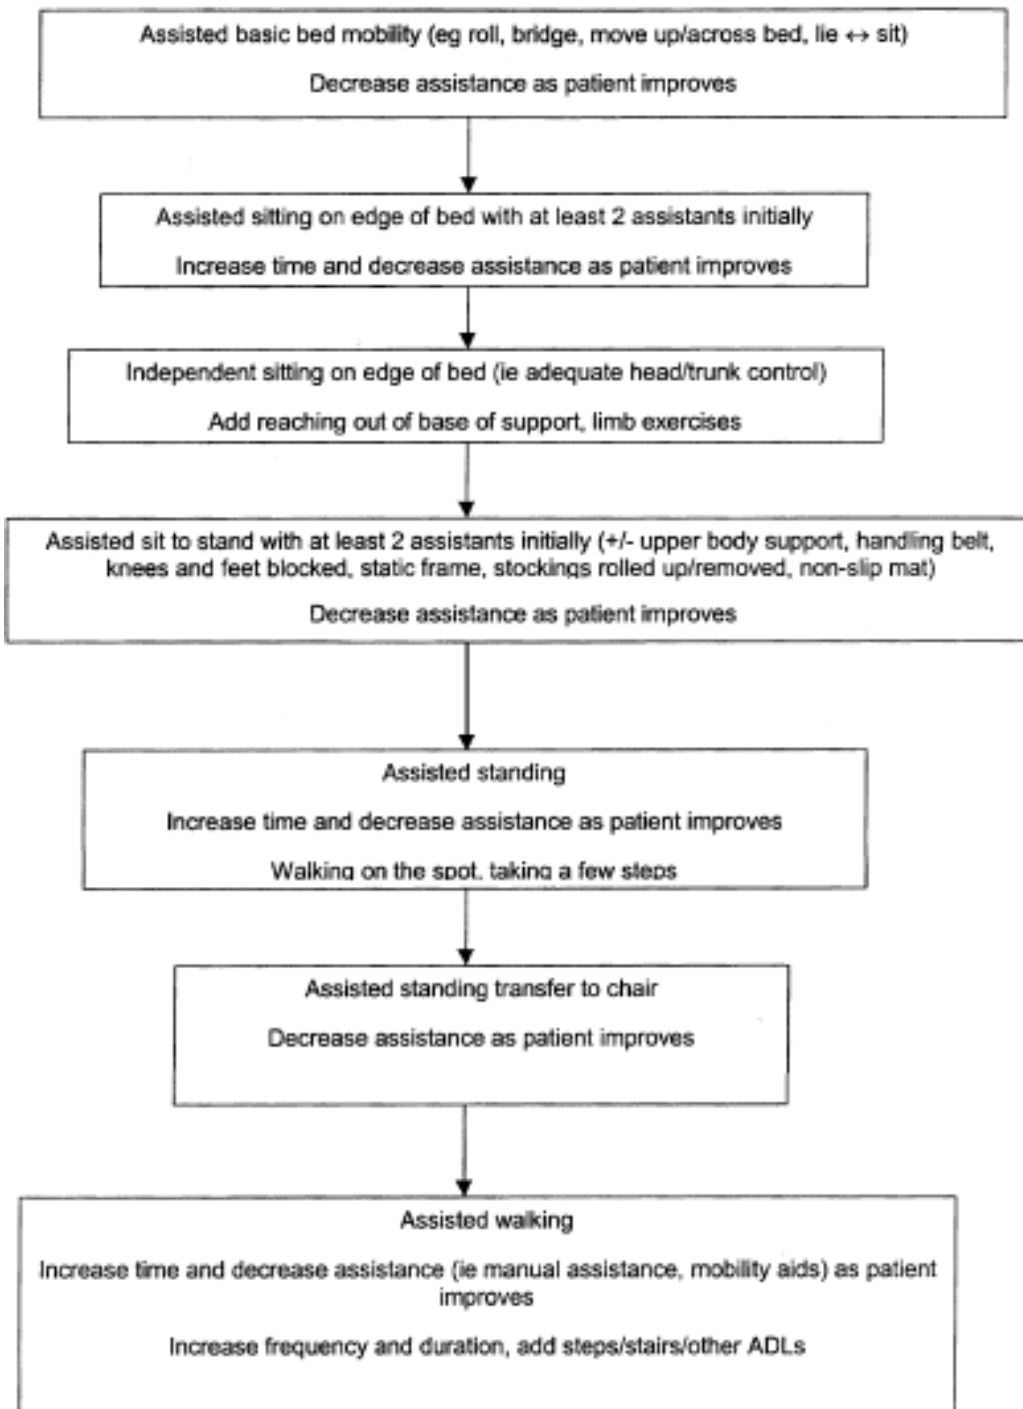 Assisted basic bed mobility (eg roll, bridge, move up/across bed, lie ↔ sit)
Decrease assistance as patient improves
Assisted sitting on edge of bed with at least 2 assistants initially
Increase time and decrease assistance as patient improves
Independent sitting on edge of bed (ie adequate head/trunk control)
Add reaching out of base of support, limb exercises
Assisted sit to stand with at least 2 assistants initially (+/- upper body support, handling belt,
knees and feet blocked, static frame, stockings rolled up/removed, non-slip mat)
Decrease assistance as patient improves
Assisted standing
Increase time and decrease assistance as patient improves
Walking on the spot, taking a few steps
Assisted standing transfer to chair
Decrease assistance as patient improves
Assisted walking
Increase time and decrease assistance (ie manual assistance, mobility aids) as patient
improves
Increase frequency and duration, add steps/stairs/other ADLs